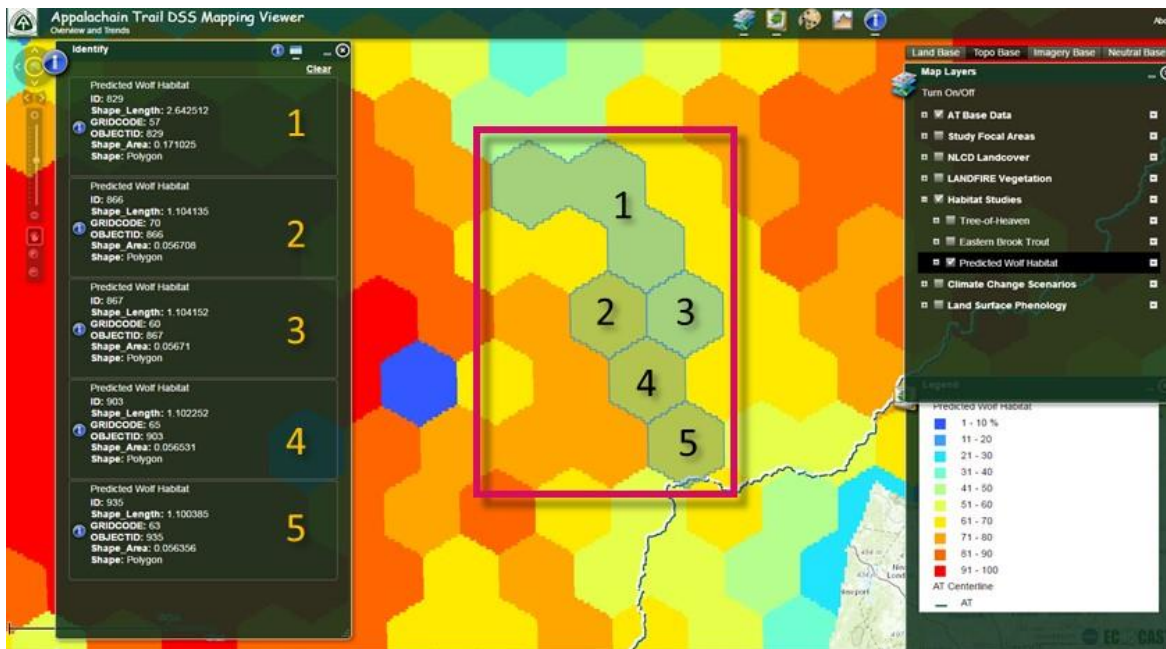 Appalachain Trail DSS Mapping Viewer
Overview and Trends
Identify
Clear
Predicted Wolf Habitat
ID: 829
Shape_Length: 2.642512
GRIDCODE: 57
OBJECTID: 829
Shape_Area: 0.171025
Shape: Polygon
1
Predicted Wolf Habitat
ID: 866
Shape_Length: 1.104135
GRIDCODE: 70
OBJECTID: 866
Shape_Area: 0.056708
Shape: Polygon
2
Predicted Wolf Habitat
ID: 867
Shape_Length: 1.104152
GRIDCODE: 60
OBJECTID: 867
Shape_Area: 0.05671
Shape: Polygon
3
Predicted Wolf Habitat
ID: 903
Shape_Length: 1.102252
GRIDCODE: 65
OBJECTID: 903
Shape_Area: 0.056531
Shape: Polygon
4
Predicted Wolf Habitat
ID: 935
Shape_Length: 1.100385
GRIDCODE: 63
OBJECTID: 935
Shape_Area: 0.056356
Shape: Polygon
5
1
2 3
4
5
Land Base Topo Base Imagery Base Neutral Base
Map Layers
Turn On/Off
AT Base Data
Study Focal Areas
NLCD Landcover
LANDFIRE Vegetation
Habitat Studies
Tree-of-Heaven
Eastern Brook Trout
Predicted Wolf Habitat
Climate Change Scenarios
Land Surface Phenology
Legend
Predicted Wolf Habitat
1 - 10 %
11 - 20
21 - 30
31 - 40
41 - 50
51 - 60
61 - 70
71 - 80
81 - 90
91 - 100
AT Centerline
AT